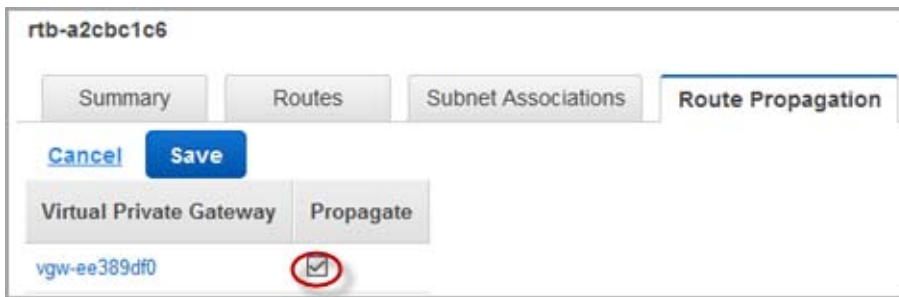 rtb-a2cbc1c6
Summary Routes Subnet Associations Route Propagation
Cancel Save
Virtual Private Gateway Propagate
vgw-ee389df0